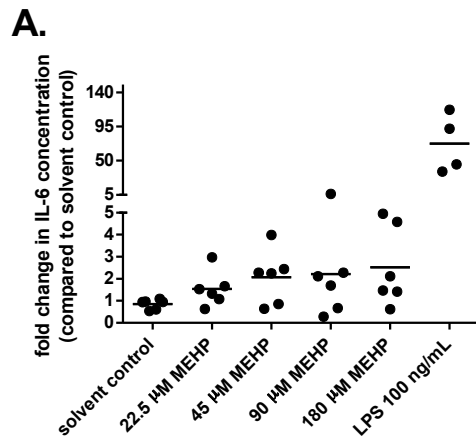 A.
fold change in IL-6 concentration
(compared to solvent control)
140
95
50
5
5
4
3
2
1
0
solvent control
22.5 µM MEHP
45 µM MEHP
90 µM MEHP
180 µM MEHP
LPS 100 ng/mL